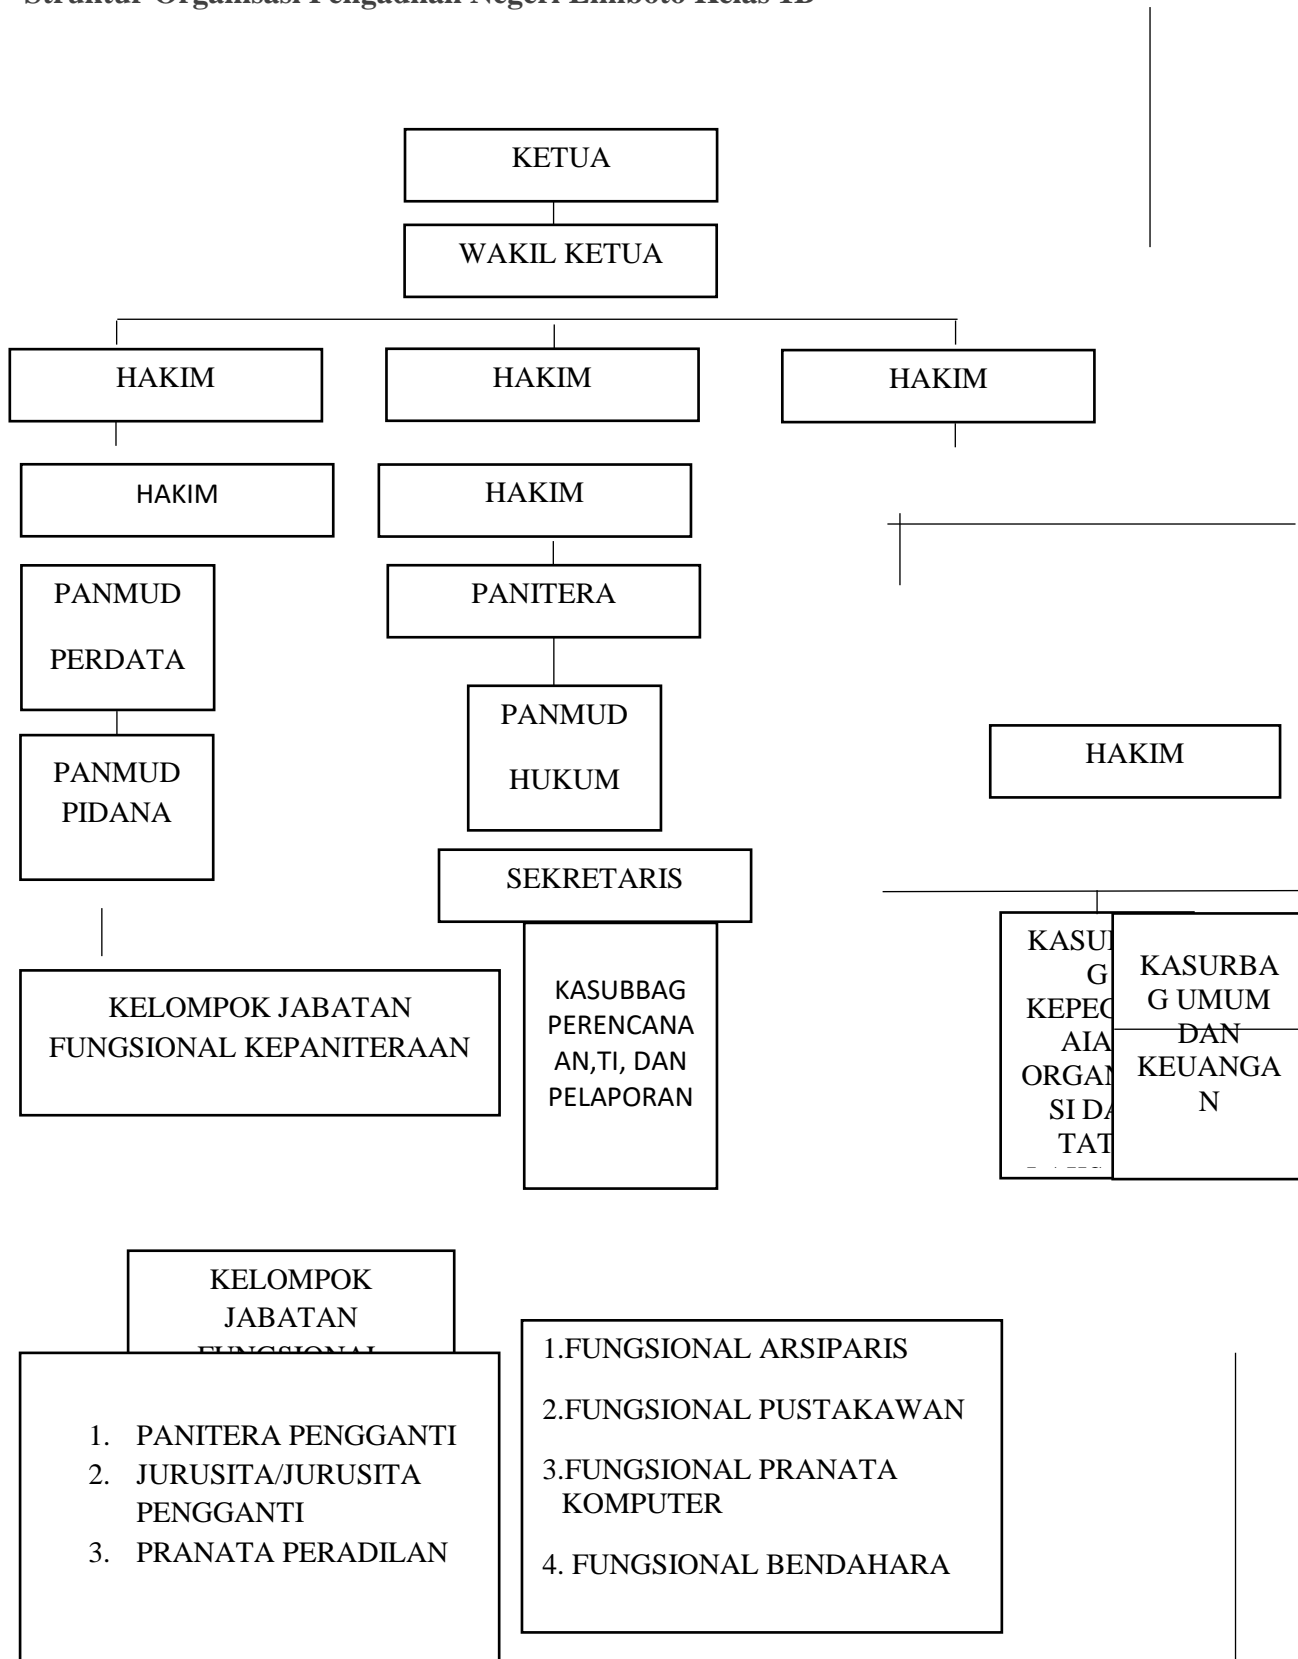 KETUA
WAKIL KETUA
HAKIM
HAKIM
HAKIM
HAKIM
HAKIM
PANMUD
PERDATA
PANITERA
PANMUD
PIDANA
PANMUD
HUKUM
HAKIM
SEKRETARIS
KELOMPOK JABATAN
FUNGSIONAL KEPANITERAAN
KASUBBAG
PERENCANA
AN,TI, DAN
PELAPORAN
G
SI
KASURBA
G UMUM
DAN
KEUANGA
N
KELOMPOK
JABATAN
1. PANITERA PENGGANTI
2. JURUSITA/JURUSITA
PENGGANTI
3. PRANATA PERADILAN
1.FUNGSIONAL ARSIPARIS
2.FUNGSIONAL PUSTAKAWAN
3.FUNGSIONAL PRANATA
KOMPUTER
4. FUNGSIONAL BENDAHARA